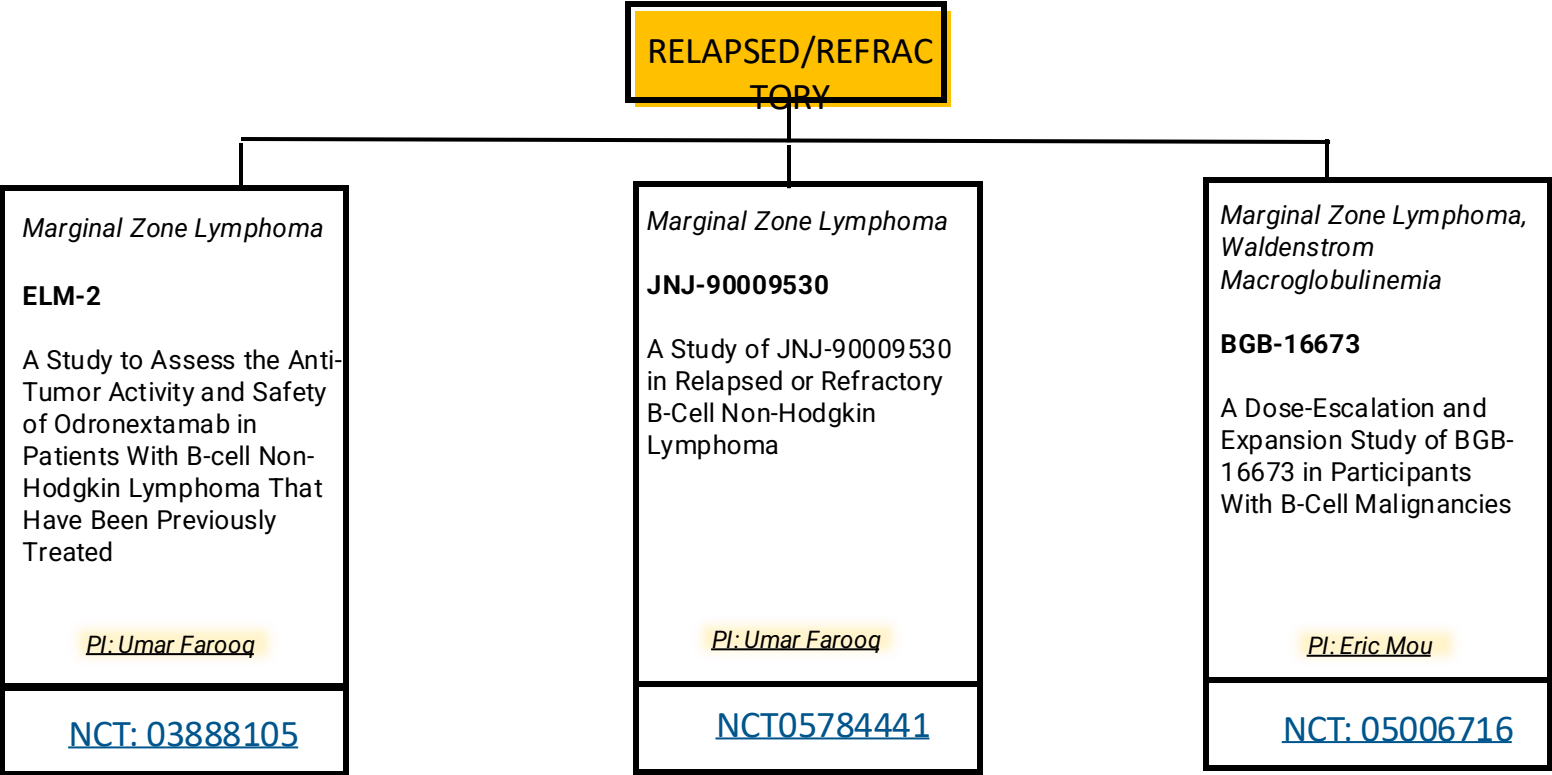 RELAPSED/REFRAC
TORY
Marginal Zone Lymphoma
ELM-2
A Study to Assess the Anti-
Tumor Activity and Safety
of Odronextamab in
Patients With B-cell Non-
Hodgkin Lymphoma That
Have Been Previously
Treated
PI: Umar Farooq
NCT: 03888105
Marginal Zone Lymphoma
JNJ-90009530
A Study of JNJ-90009530
in Relapsed or Refractory
B-Cell Non-Hodgkin
Lymphoma
PI: Umar Farooq
NCT05784441
Marginal Zone Lymphoma,
Waldenstrom
Macroglobulinemia
BGB-16673
A Dose-Escalation and
Expansion Study of BGB-
16673 in Participants
With B-Cell Malignancies
PI: Eric Mou
NCT: 05006716